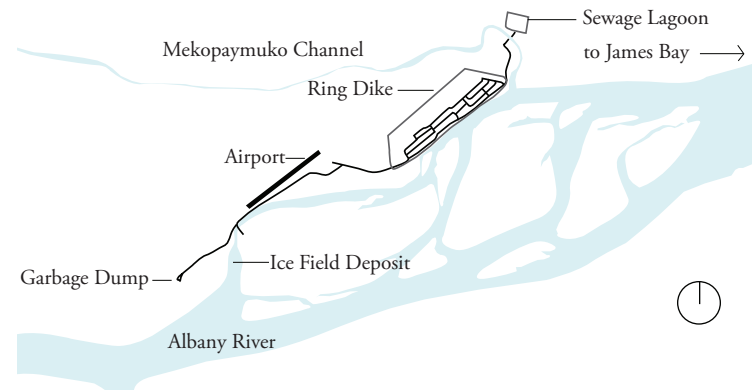 Sewage Lagoon
to James Bay
Mekopaymuko Channel
Ring Dike
Airport
Ice Field Deposit
Garbage Dump
Albany River